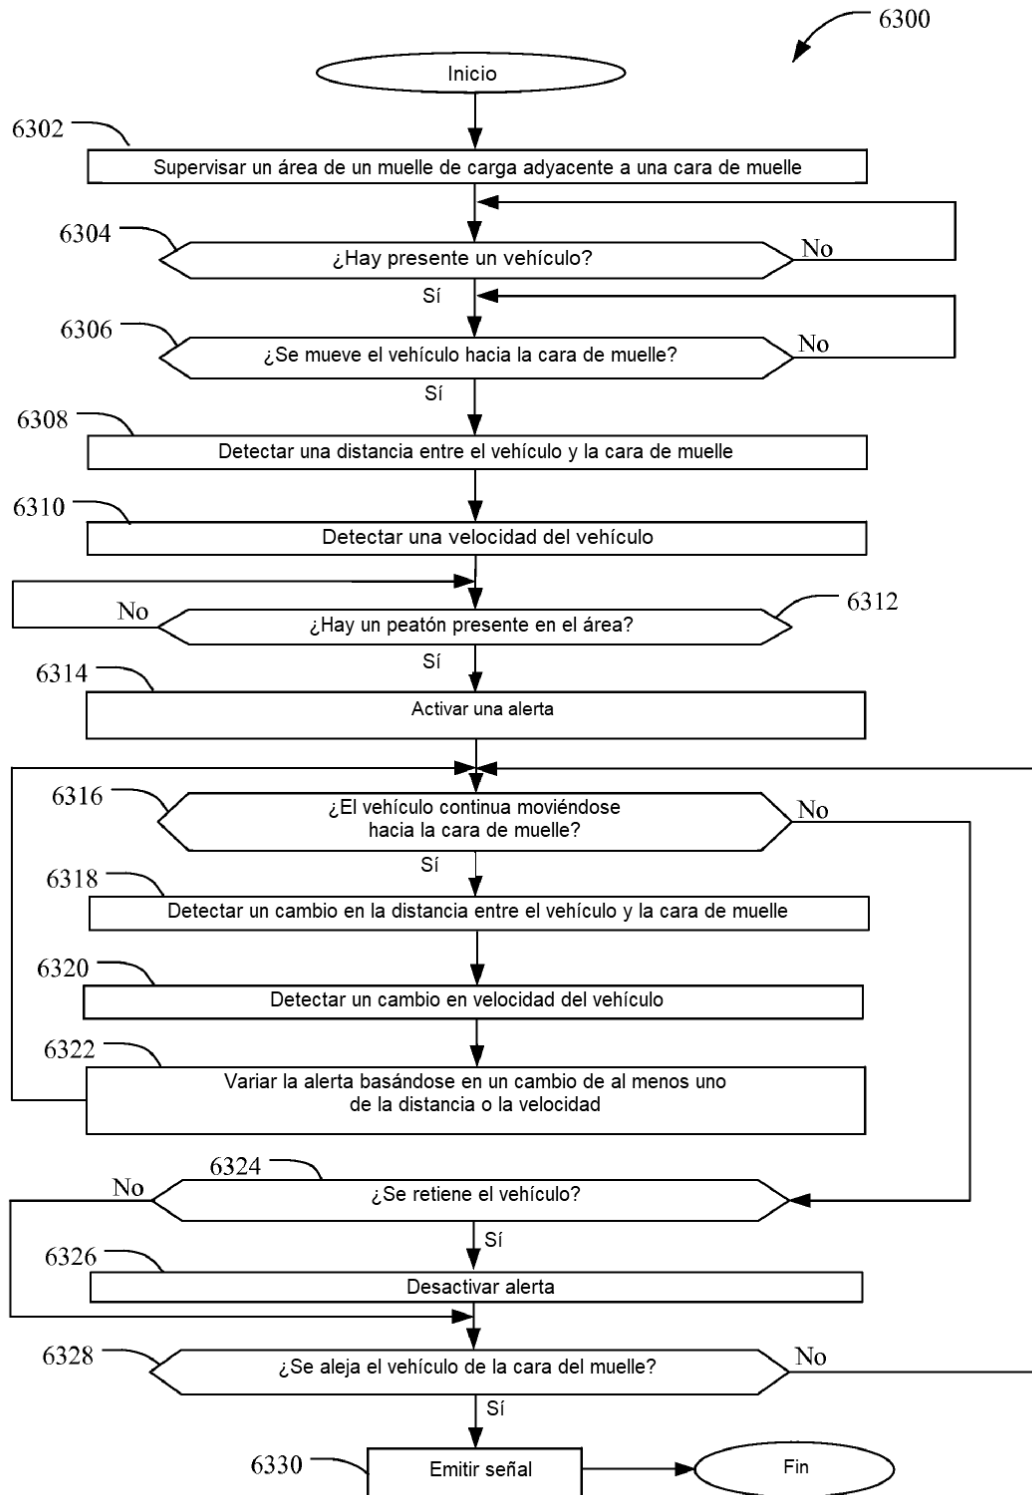 6300
Inicio
6302
Supervisar un área de un muelle de carga adyacente a una cara de muelle
6304
¿Hay presente un vehículo?
No
Sí
6306
¿Se mueve el vehículo hacia la cara de muelle?
No
Sí
6308
Detectar una distancia entre el vehículo y la cara de muelle
6310
Detectar una velocidad del vehículo
No
¿Hay un peatón presente en el área?
6312
Sí
6314
Activar una alerta
6316
¿El vehículo continua moviéndose
hacia la cara de muelle?
No
Sí
6318
Detectar un cambio en la distancia entre el vehículo y la cara de muelle
6320
Detectar un cambio en velocidad del vehículo
6322
Variar la alerta basándose en un cambio de al menos uno
de la distancia o la velocidad
6324
No
¿Se retiene el vehículo?
Sí
6326
Desactivar alerta
6328
¿Se aleja el vehículo de la cara del muelle?
No
Sí
6330
Emitir señal
Fin